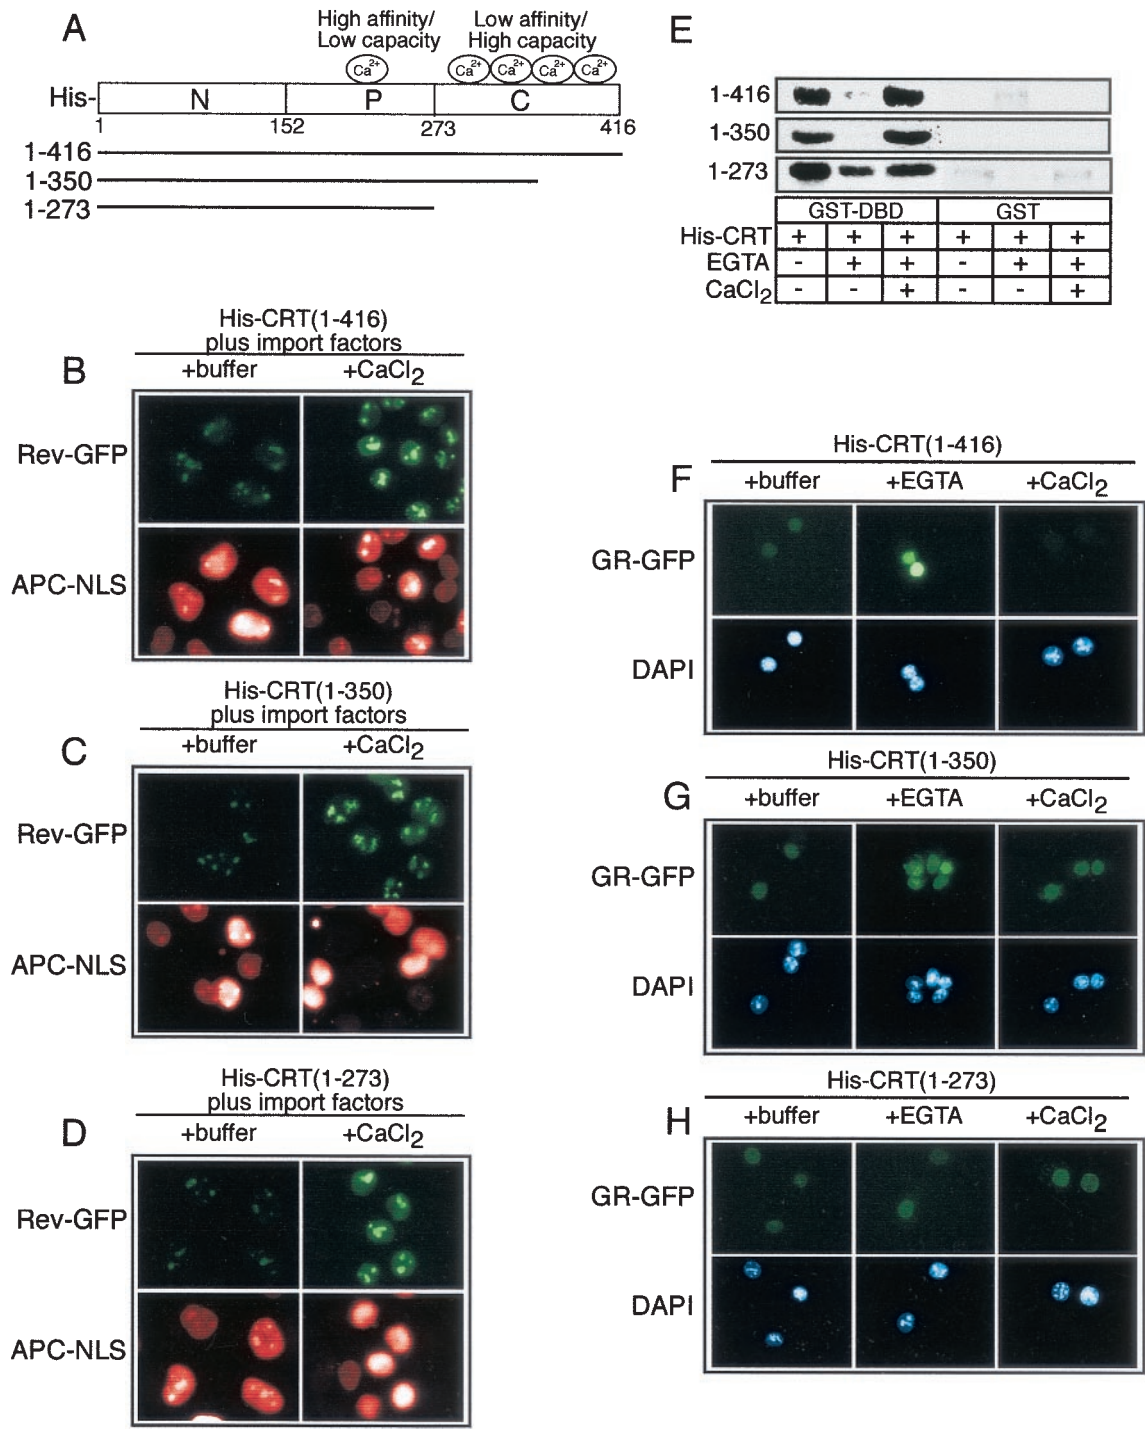 A
High affinity/
Low capacity
Low affinity/
High capacity
Ca2+ Ca2+ Ca2+ Ca2+ Ca2+
His- N P C
1 152 273 416
1-416
1-350
1-273
E
1-416
1-350
1-273
GST-DBD GST
His-CRT + + + + + +
EGTA - + + - + +
CaCl2 - - + - - +
His-CRT(1-416)
plus import factors
B +buffer +CaCl2
Rev-GFP
APC-NLS
His-CRT(1-350)
plus import factors
C +buffer +CaCl2
Rev-GFP
APC-NLS
His-CRT(1-273)
plus import factors
D +buffer +CaCl2
Rev-GFP
APC-NLS
His-CRT(1-416)
F +buffer +EGTA +CaCl2
GR-GFP
DAPI
His-CRT(1-350)
G +buffer +EGTA +CaCl2
GR-GFP
DAPI
His-CRT(1-273)
H +buffer +EGTA +CaCl2
GR-GFP
DAPI